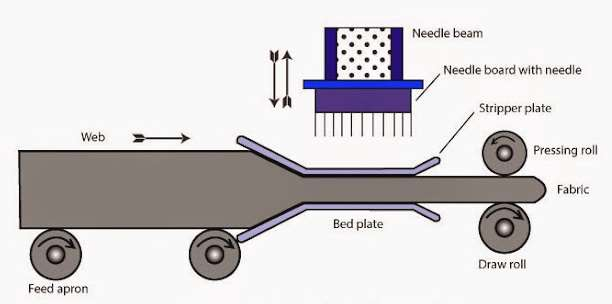 Needle beam
Needle board with needle
Stripper plate
Web
Pressing roll
Fabric
Bed plate
Draw roll
Feed apron